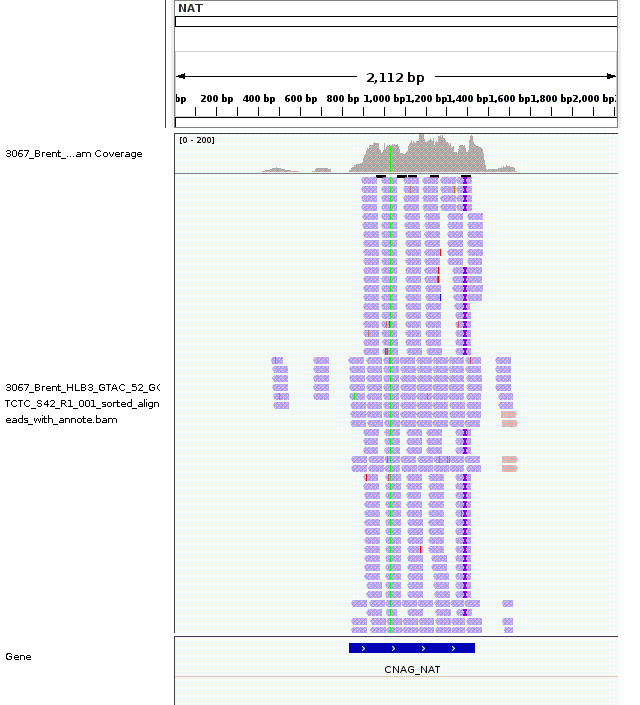 NAT
2,112 bp
bp 200 bp 400 bp 600 bp 800 bp 1,000 bp 1,200 bp 1,400 bp 1,600 bp 1,800 bp 2,000 bp
[0 - 200]
3067_Brent_...am Coverage
3067_Brent_HLB3_GTAC_52_GC
TCTC_S42_R1_001_sorted_align
eads_with_annote.bam
Gene
CNAG_NAT